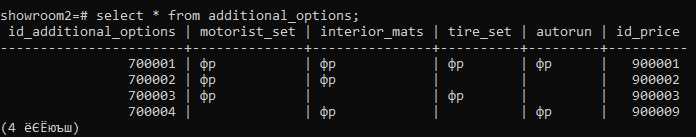 showroom2=# select * from additional_options;
 id_additional_options | motorist_set | interior_mats | tire_set | autorun | id_price
-----------------------+--------------+---------------+----------+---------+----------
                700001 | фр           | фр            | фр       | фр      |   900001
                700002 | фр           | фр            |          |         |   900002
                700003 | фр           |               | фр       |         |   900003
                700004 |              | фр            |          | фр      |   900009
(4 ёЄЁюъш)